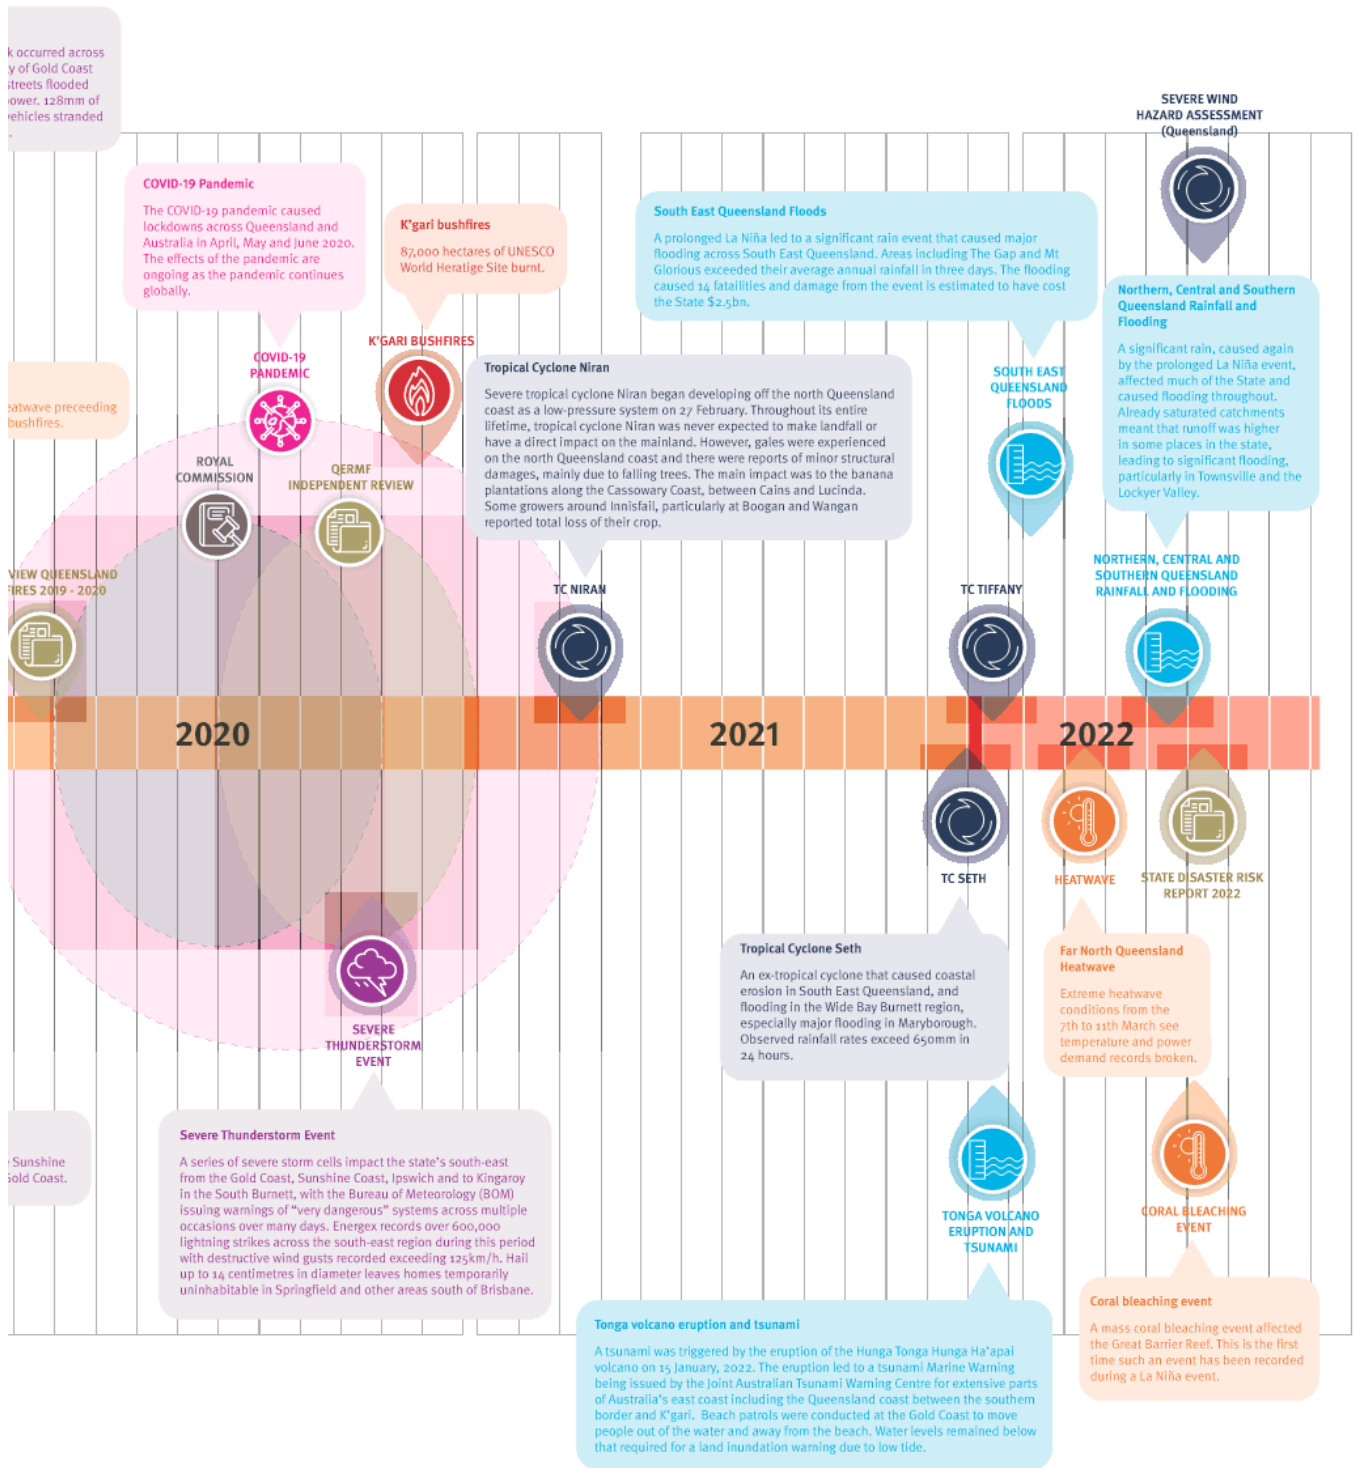 k occurred across
y of Gold Coast
streets flooded
ower. 128mm of
vehicles stranded
.
SEVERE WIND
HAZARD ASSESSMENT
(Queensland)
COVID-19 Pandemic
The COVID-19 pandemic caused
lockdowns across Queensland and
Australia in April, May and June 2020.
The effects of the pandemic are
ongoing as the pandemic continues
globally.
K'gari bushfires
87,000 hectares of UNESCO
World Heratige Site burnt.
South East Queensland Floods
A prolonged La Niña led to a significant rain event that caused major
flooding across South East Queensland. Areas including The Gap and Mt
Glorious exceeded their average annual rainfall in three days. The flooding
caused 14 fatailities and damage from the event is estimated to have cost
the State $2.5bn.
Northern, Central and Southern
Queensland Rainfall and
Flooding
A significant rain, caused again
by the prolonged La Niña event,
affected much of the State and
caused flooding throughout.
Already saturated catchments
meant that runoff was higher
in some places in the state,
leading to significant flooding,
particularly in Townsville and the
Lockyer Valley.
K'GARI BUSHFIRES
COVID-19
PANDEMIC
eatwave preceeding
bushfires.
Tropical Cyclone Niran
Severe tropical cyclone Niran began developing off the north Queensland
coast as a low-pressure system on 27 February. Throughout its entire
lifetime, tropical cyclone Niran was never expected to make landfall or
have a direct impact on the mainland. However, gales were experienced
on the north Queensland coast and there were reports of minor structural
damages, mainly due to falling trees. The main impact was to the banana
plantations along the Cassowary Coast, between Cains and Lucinda.
Some growers around Innisfail, particularly at Boogan and Wangan
reported total loss of their crop.
SOUTH EAST
QUEENSLAND
FLOODS
ROYAL
COMMISSION
QERMF
INDEPENDENT REVIEW
VIEW QUEENSLAND
FIRES 2019 - 2020
TC NIRAN
TC TIFFANY
NORTHERN, CENTRAL AND
SOUTHERN QUEENSLAND
RAINFALL AND FLOODING
2020
2021
2022
TC SETH
HEATWAVE
STATE DISASTER RISK
REPORT 2022
Tropical Cyclone Seth
An ex-tropical cyclone that caused coastal
erosion in South East Queensland, and
flooding in the Wide Bay Burnett region,
especially major flooding in Maryborough.
Observed rainfall rates exceed 650mm in
24 hours.
Far North Queensland
Heatwave
Extreme heatwave
conditions from the
7th to 11th March see
temperature and power
demand records broken.
SEVERE
THUNDERSTORM
EVENT
Sunshine
Gold Coast.
Severe Thunderstorm Event
A series of severe storm cells impact the state's south-east
from the Gold Coast, Sunshine Coast, Ipswich and to Kingaroy
in the South Burnett, with the Bureau of Meteorology (BOM)
issuing warnings of "very dangerous" systems across multiple
occasions over many days. Energex records over 600,000
lightning strikes across the south-east region during this period
with destructive wind gusts recorded exceeding 125km/h. Hail
up to 14 centimetres in diameter leaves homes temporarily
uninhabitable in Springfield and other areas south of Brisbane.
TONGA VOLCANO
ERUPTION AND
TSUNAMI
CORAL BLEACHING
EVENT
Tonga volcano eruption and tsunami
A tsunami was triggered by the eruption of the Hunga Tonga Hunga Ha'apai
volcano on 15 January, 2022. The eruption led to a tsunami Marine Warning
being issued by the Joint Australian Tsunami Warning Centre for extensive parts
of Australia's east coast including the Queensland coast between the southern
border and K'gari. Beach patrols were conducted at the Gold Coast to move
people out of the water and away from the beach. Water levels remained below
that required for a land inundation warning due to low tide.
Coral bleaching event
A mass coral bleaching event affected
the Great Barrier Reef. This is the first
time such an event has been recorded
during a La Niña event.